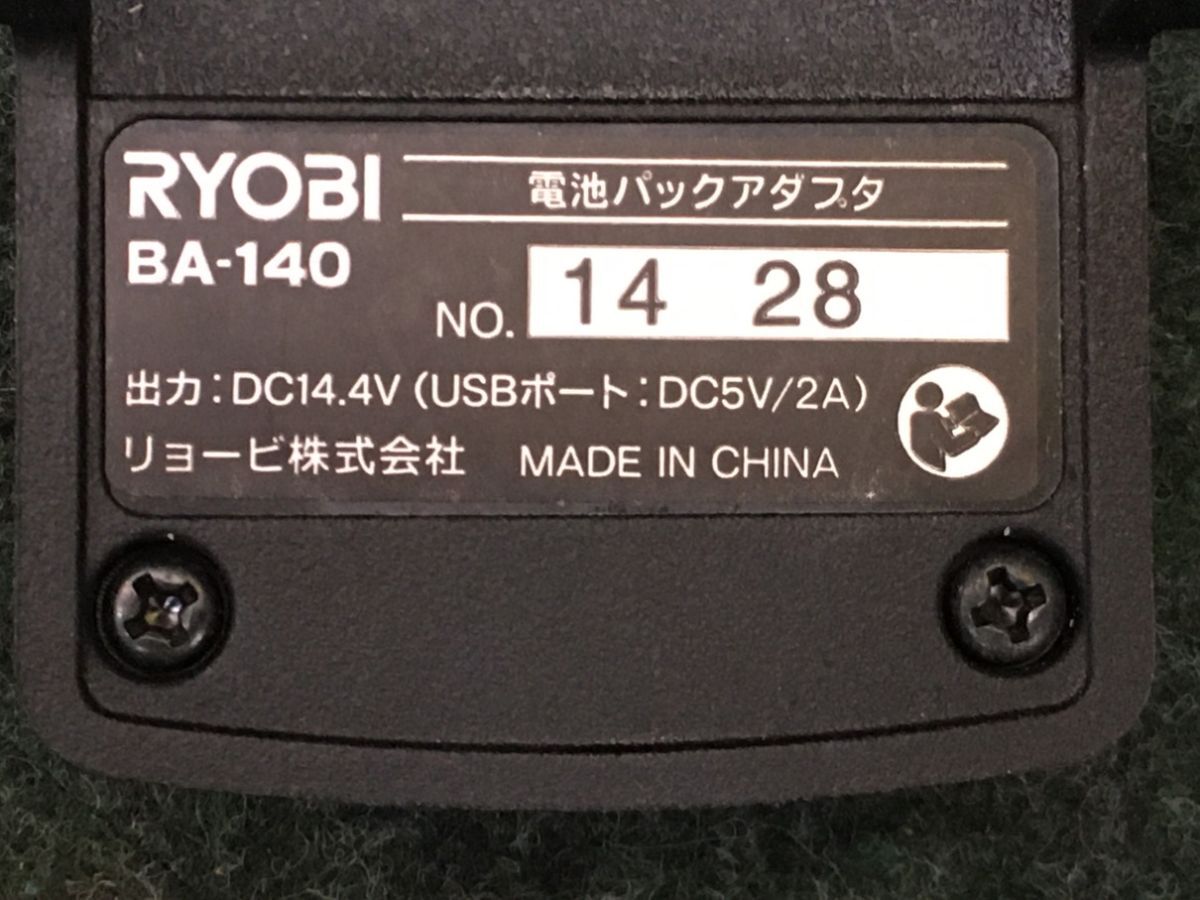 RYOBI 電池パックアダプタ
BA-140
NO. 14 28
出力：DC14.4V（USBポート：DC5V/2A）
リョービ株式会社 MADE IN CHINA